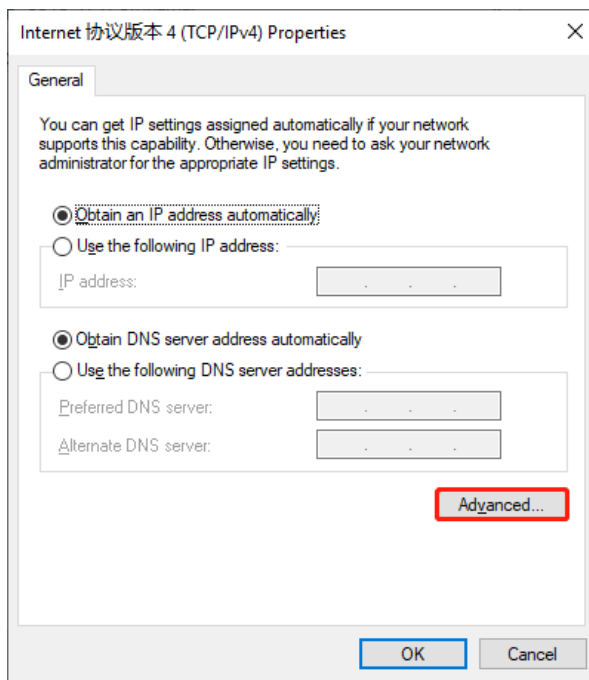 Internet 协议版本 4 (TCP/IPv4) Properties
General
You can get IP settings assigned automatically if your network
supports this capability. Otherwise, you need to ask your network
administrator for the appropriate IP settings.
Obtain an IP address automatically
Use the following IP address:
IP address:
. . .
Obtain DNS server address automatically
Use the following DNS server addresses:
Preferred DNS server:
. . .
Alternate DNS server:
. . .
Advanced...
OK
Cancel